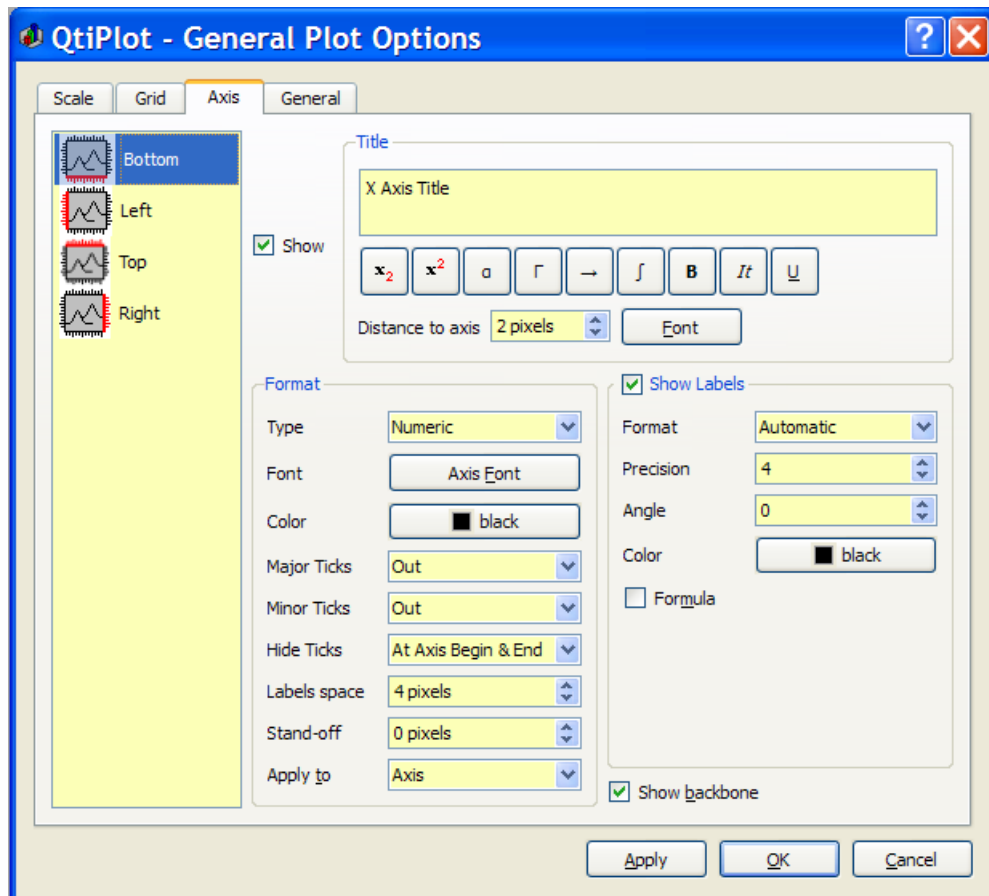 QtiPlot - General Plot Options
?
Scale Grid Axis General
Bottom
Left
Top
Right
Show
Title
X Axis Title
x2 x2 α Γ → ∫ B It U
Distance to axis 2 pixels Font
Format
Type Numeric
Font Axis Font
Color black
Major Ticks Out
Minor Ticks Out
Hide Ticks At Axis Begin & End
Labels space 4 pixels
Stand-off 0 pixels
Apply to Axis
Show Labels
Format Automatic
Precision 4
Angle 0
Color black
Formula
Show backbone
Apply OK Cancel